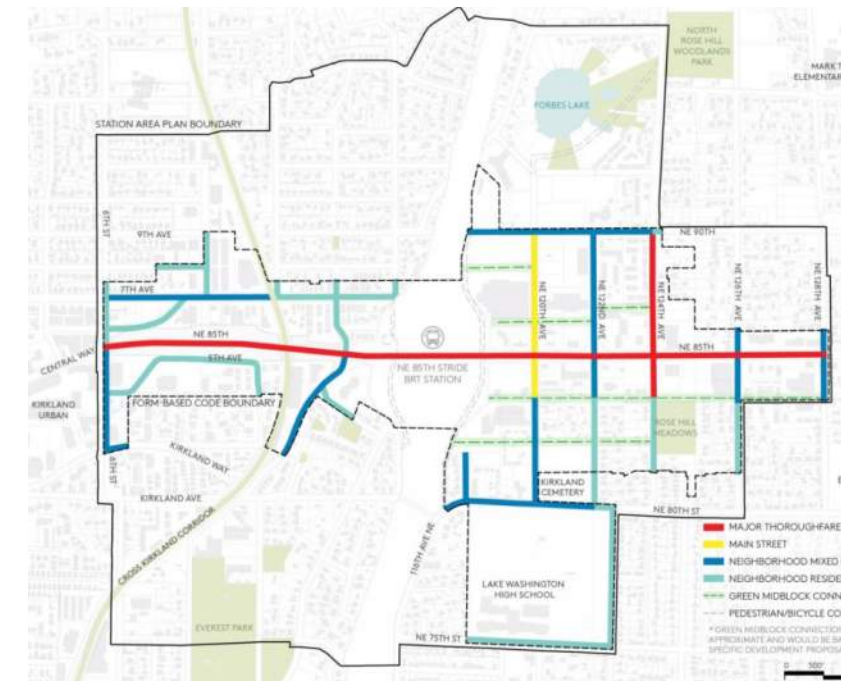 NORTH
ROSE HILL
WOODLANDS
PARK
MARK T
ELEMENTAR
FORBES LAKE
STATION AREA PLAN BOUNDARY
6TH ST
9TH AVE
NE 90TH
7TH AVE
NE 120TH AVE
NE 122ND AVE
NE 124TH AVE
NE 126TH AVE
NE 128TH AVE
NE 85TH
NE 85TH
CENTRAL WAY
5TH AVE
NE 85TH STRIDE
BRT STATION
KIRKLAND
URBAN
FORM-BASED CODE BOUNDARY
ROSE HILL
MEADOWS
KIRKLAND WAY
6TH ST
KIRKLAND AVE
KIRKLAND
CEMETERY
NE 80TH ST
CROSS KIRKLAND CORRIDOR
116TH AVE NE
LAKE WASHINGTON
HIGH SCHOOL
EVEREST PARK
NE 75TH ST
MAJOR THOROUGHFARE
MAIN STREET
NEIGHBORHOOD MIXED
NEIGHBORHOOD RESIDE
GREEN MIDBLOCK CONN
PEDESTRIAN/BICYCLE CO
* GREEN MIDBLOCK CONNECTION
APPROXIMATE AND WOULD BE BA
SPECIFIC DEVELOPMENT PROPOSA
0 300'